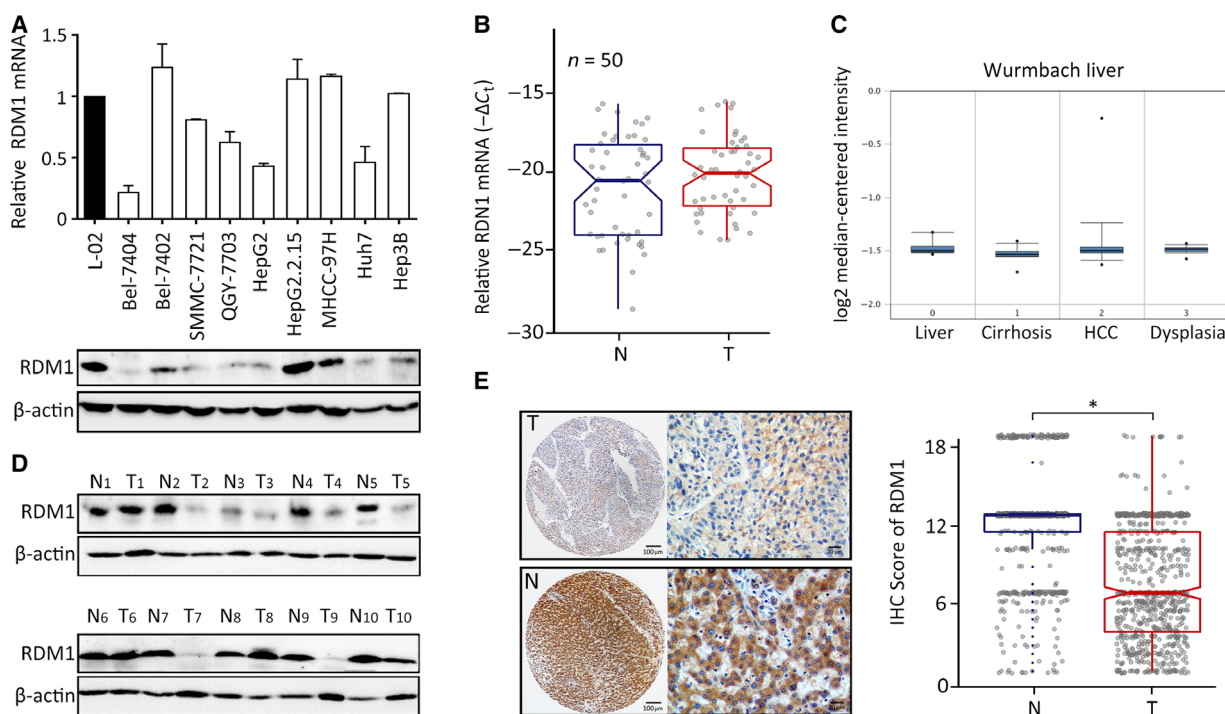 A
Relative RDM1 mRNA
1.5
1
0.5
0
L-02
Bel-7404
Bel-7402
SMMC-7721
QGY-7703
HepG2
HepG2.2.15
MHCC-97H
Huh7
Hep3B
RDM1
β-actin
B
n = 50
Relative RDN1 mRNA (−ΔCt)
−15
−20
−25
−30
N T
C
Wurmbach liver
log2 median-centered intensity
0.0
−0.5
−1.0
−1.5
−2.0
0 1 2 3
Liver Cirrhosis HCC Dysplasia
D
N1 T1 N2 T2 N3 T3 N4 T4 N5 T5
RDM1
β-actin
N6 T6 N7 T7 N8 T8 N9 T9 N10 T10
RDM1
β-actin
E
T
100 μm
N
100 μm
*
IHC Score of RDM1
18
12
6
0
N T